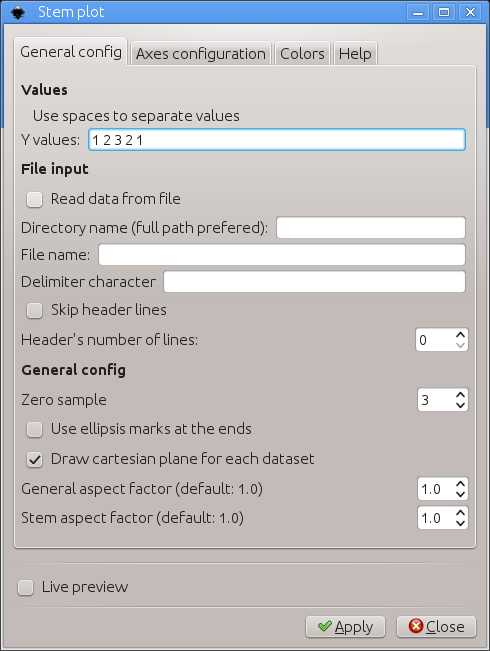 Stem plot
General config Axes configuration Colors Help
Values
Use spaces to separate values
Y values: 1 2 3 2 1
File input
Read data from file
Directory name (full path prefered):
File name:
Delimiter character
Skip header lines
Header's number of lines: 0
General config
Zero sample 3
Use ellipsis marks at the ends
Draw cartesian plane for each dataset
General aspect factor (default: 1.0) 1.0
Stem aspect factor (default: 1.0) 1.0
Live preview
Apply Close